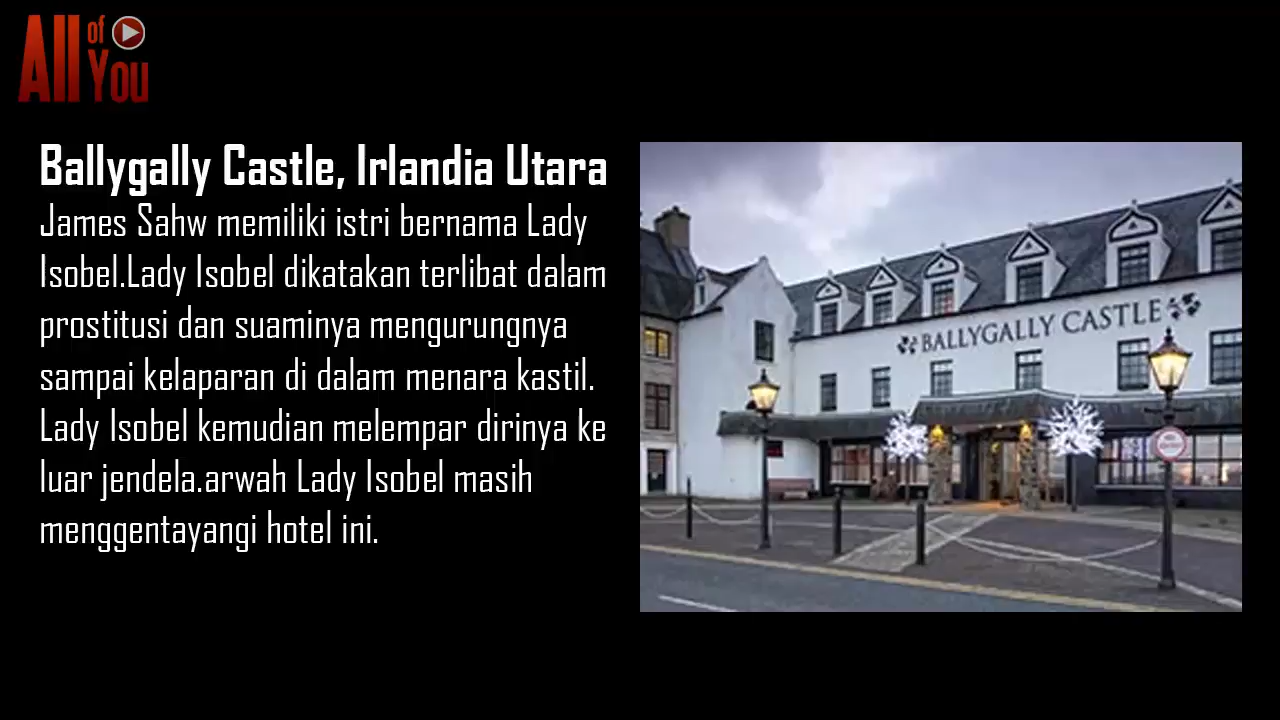 All of You
Ballygally Castle, Irlandia Utara
James Sahw memiliki istri bernama Lady
Isobel.Lady Isobel dikatakan terlibat dalam
prostitusi dan suaminya mengurungnya
sampai kelaparan di dalam menara kastil.
Lady Isobel kemudian melempar dirinya ke
luar jendela.arwah Lady Isobel masih
menggentayangi hotel ini.
BALLYGALLY CASTLE